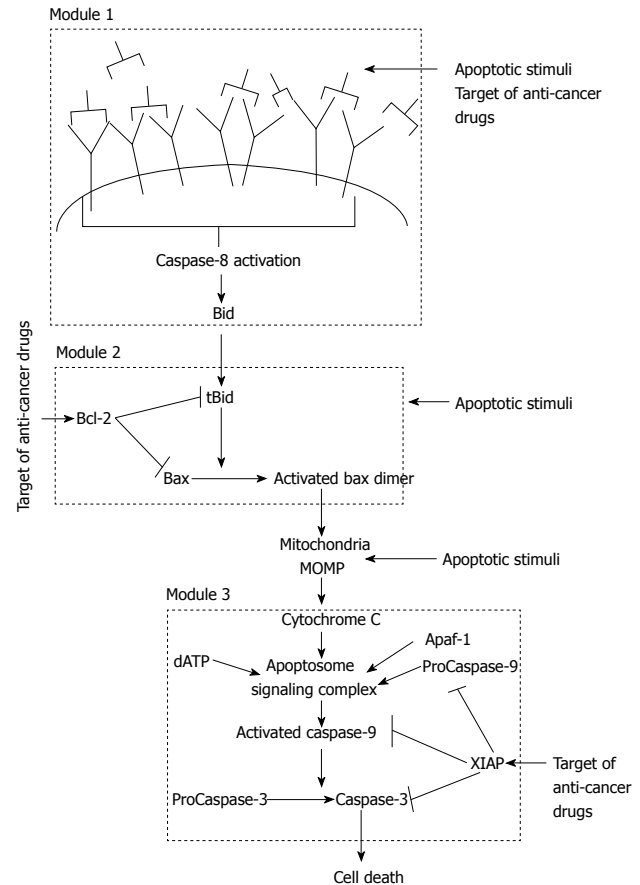 Module 1
Apoptotic stimuli
Target of anti-cancer
drugs
Caspase-8 activation
Bid
Target of anti-cancer drugs
Module 2
tBid
Bcl-2
Apoptotic stimuli
Bax
Activated bax dimer
Mitochondria
MOMP
Apoptotic stimuli
Module 3
Cytochrome C
Apaf-1
dATP
Apoptosome
signaling complex
ProCaspase-9
Activated caspase-9
XIAP
Target of
anti-cancer
drugs
ProCaspase-3
Caspase-3
Cell death